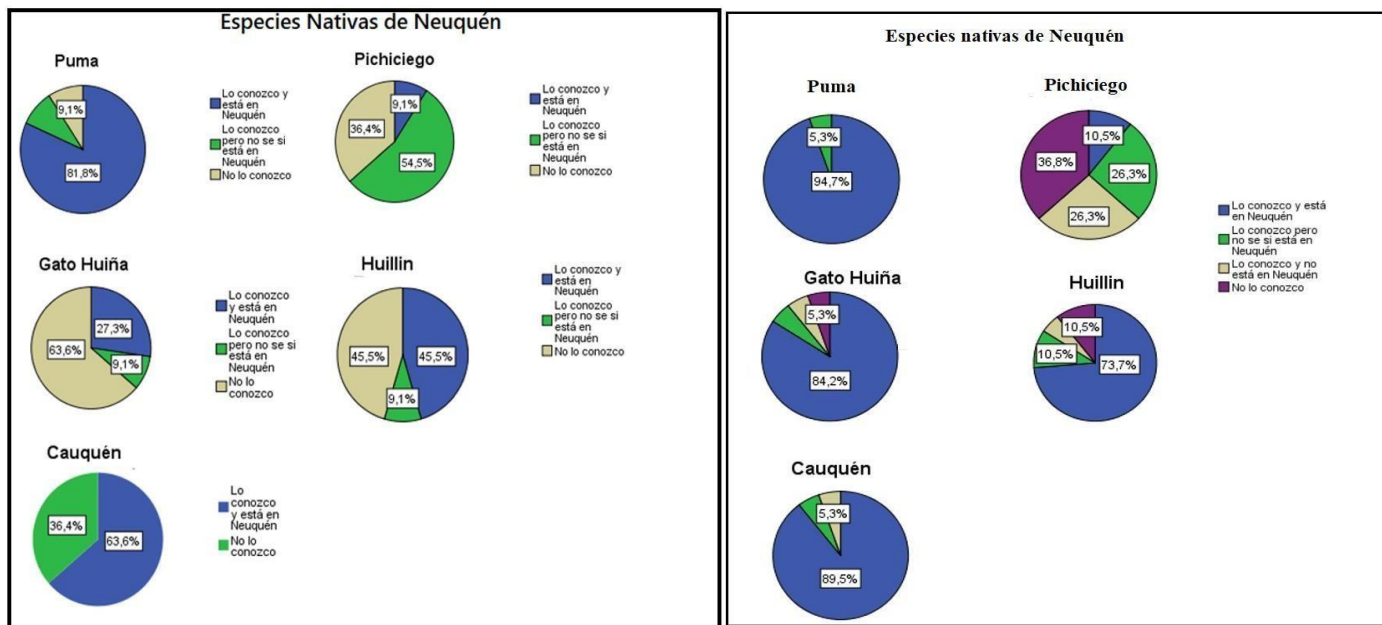 Especies Nativas de Neuquén
Puma
9,1%
81,8%
Lo conozco y
está en
Neuquén
Lo conozco
pero no se si
está en
Neuquén
No lo conozco
Pichiciego
9,1%
36,4%
54,5%
Lo conozco y
está en
Neuquén
Lo conozco
pero no se si
está en
Neuquén
No lo conozco
Gato Huiña
27,3%
63,6%
9,1%
Lo conozco
y está en
Neuquén
Lo conozco
pero no se si
está en
Neuquén
No lo
conozco
Huillin
45,5%
45,5%
9,1%
Lo conozco y
está en
Neuquén
Lo conozco
pero no se si
está en
Neuquén
No lo conozco
Cauquén
36,4%
63,6%
Lo
conozco
y está en
Neuquén
No lo
conozco
Especies nativas de Neuquén
Puma
5,3%
94,7%
Pichiciego
10,5%
36,8%
26,3%
26,3%
Lo conozco y está
en Neuquén
Lo conozco pero
no se si está en
Neuquén
Lo conozco y no
está en Neuquén
No lo conozco
Gato Huiña
5,3%
84,2%
Huillin
10,5%
10,5%
73,7%
Cauquén
5,3%
89,5%